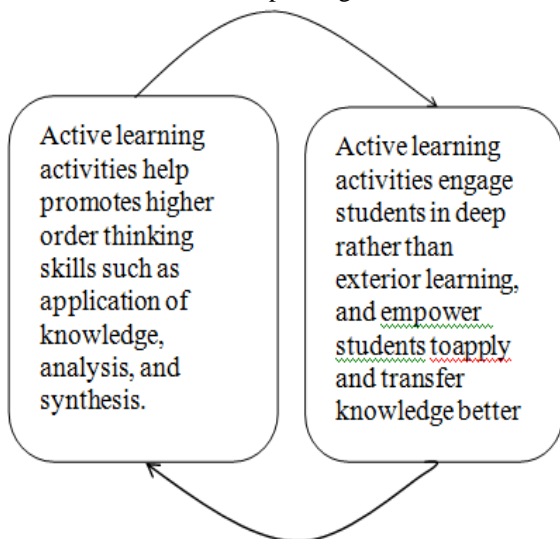 Active learning
activities help
promotes higher
order thinking
skills such as
application of
knowledge,
analysis, and
synthesis.
Active learning
activities engage
students in deep
rather than
exterior learning,
and empower
students toapply
and transfer
knowledge better